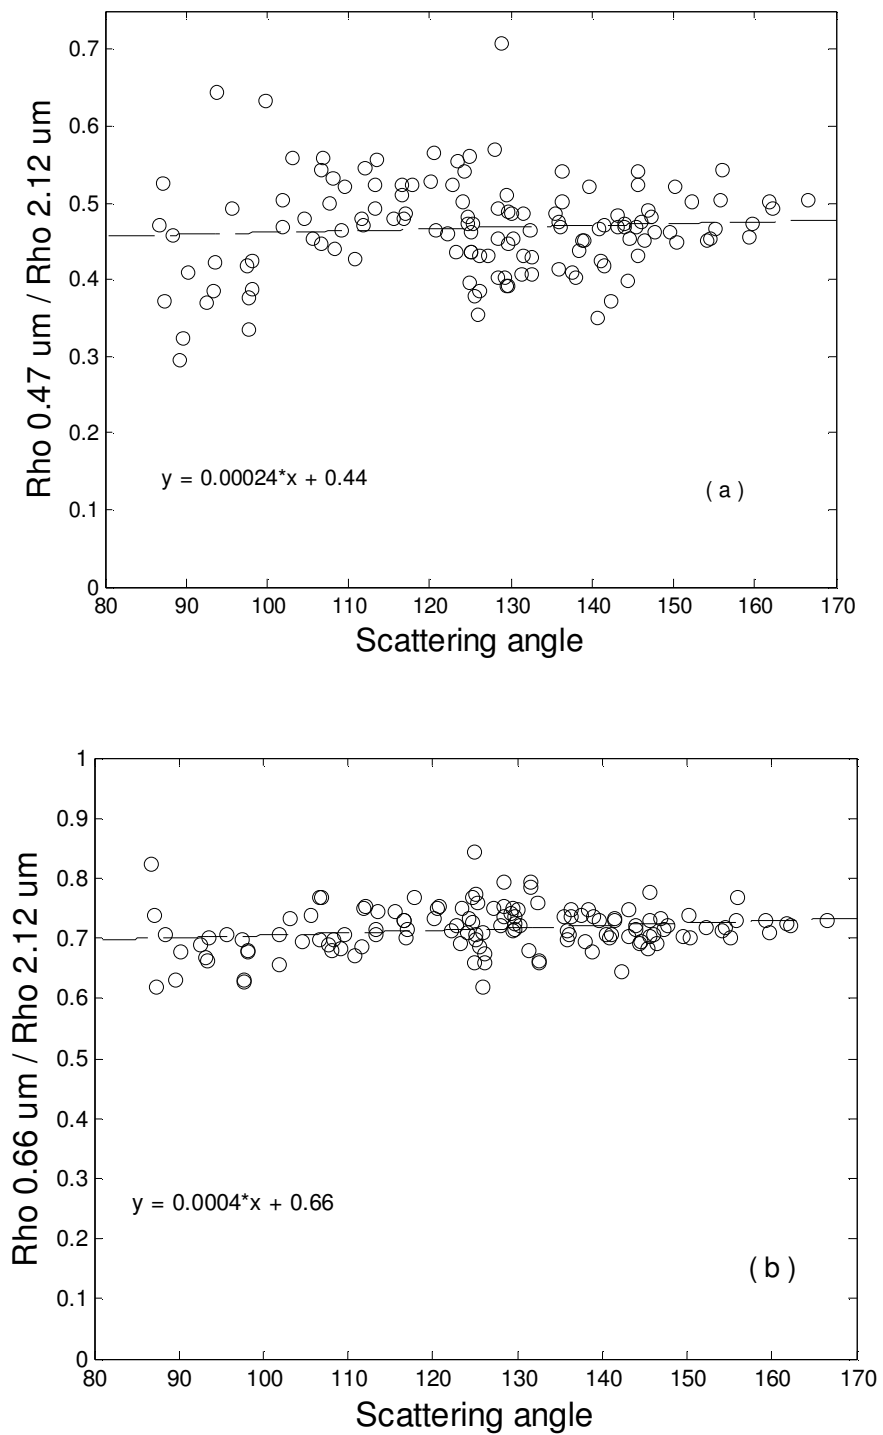 0.7
0.6
0.5
0.4
0.3
0.2
0.1
0
Rho 0.47 um / Rho 2.12 um
y = 0.00024*x + 0.44
( a )
80 90 100 110 120 130 140 150 160 170
Scattering angle
1
0.9
0.8
0.7
0.6
0.5
0.4
0.3
0.2
0.1
0
Rho 0.66 um / Rho 2.12 um
y = 0.0004*x + 0.66
( b )
80 90 100 110 120 130 140 150 160 170
Scattering angle